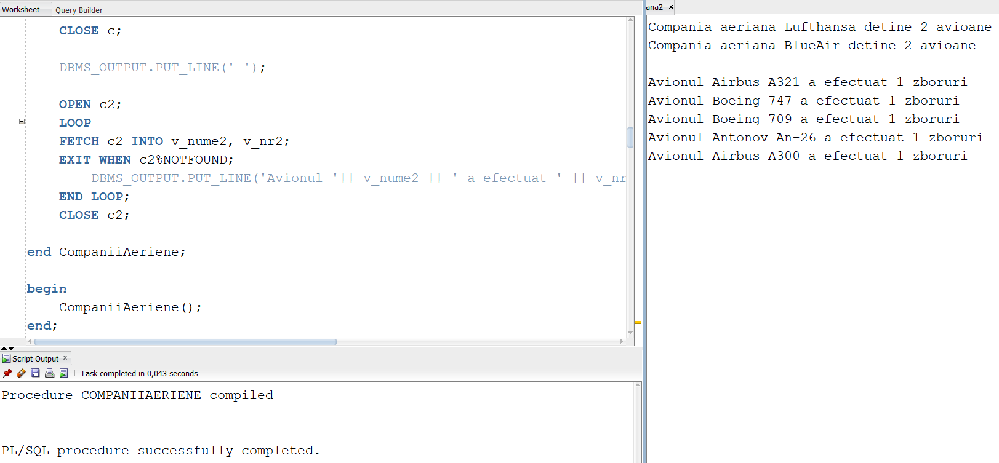 Worksheet Query Builder
CLOSE c;
DBMS_OUTPUT.PUT_LINE(' ');
OPEN c2;
LOOP
FETCH c2 INTO v_nume2, v_nr2;
EXIT WHEN c2%NOTFOUND;
DBMS_OUTPUT.PUT_LINE('Avionul '|| v_nume2 || ' a efectuat ' || v_nr
END LOOP;
CLOSE c2;
end CompaniiAeriene;
begin
CompaniiAeriene();
end;
Script Output x
Task completed in 0,043 seconds
Procedure COMPANIIAERIENE compiled
PL/SQL procedure successfully completed.
ana2 x
Compania aeriana Lufthansa detine 2 avioane
Compania aeriana BlueAir detine 2 avioane
Avionul Airbus A321 a efectuat 1 zboruri
Avionul Boeing 747 a efectuat 1 zboruri
Avionul Boeing 709 a efectuat 1 zboruri
Avionul Antonov An-26 a efectuat 1 zboruri
Avionul Airbus A300 a efectuat 1 zboruri